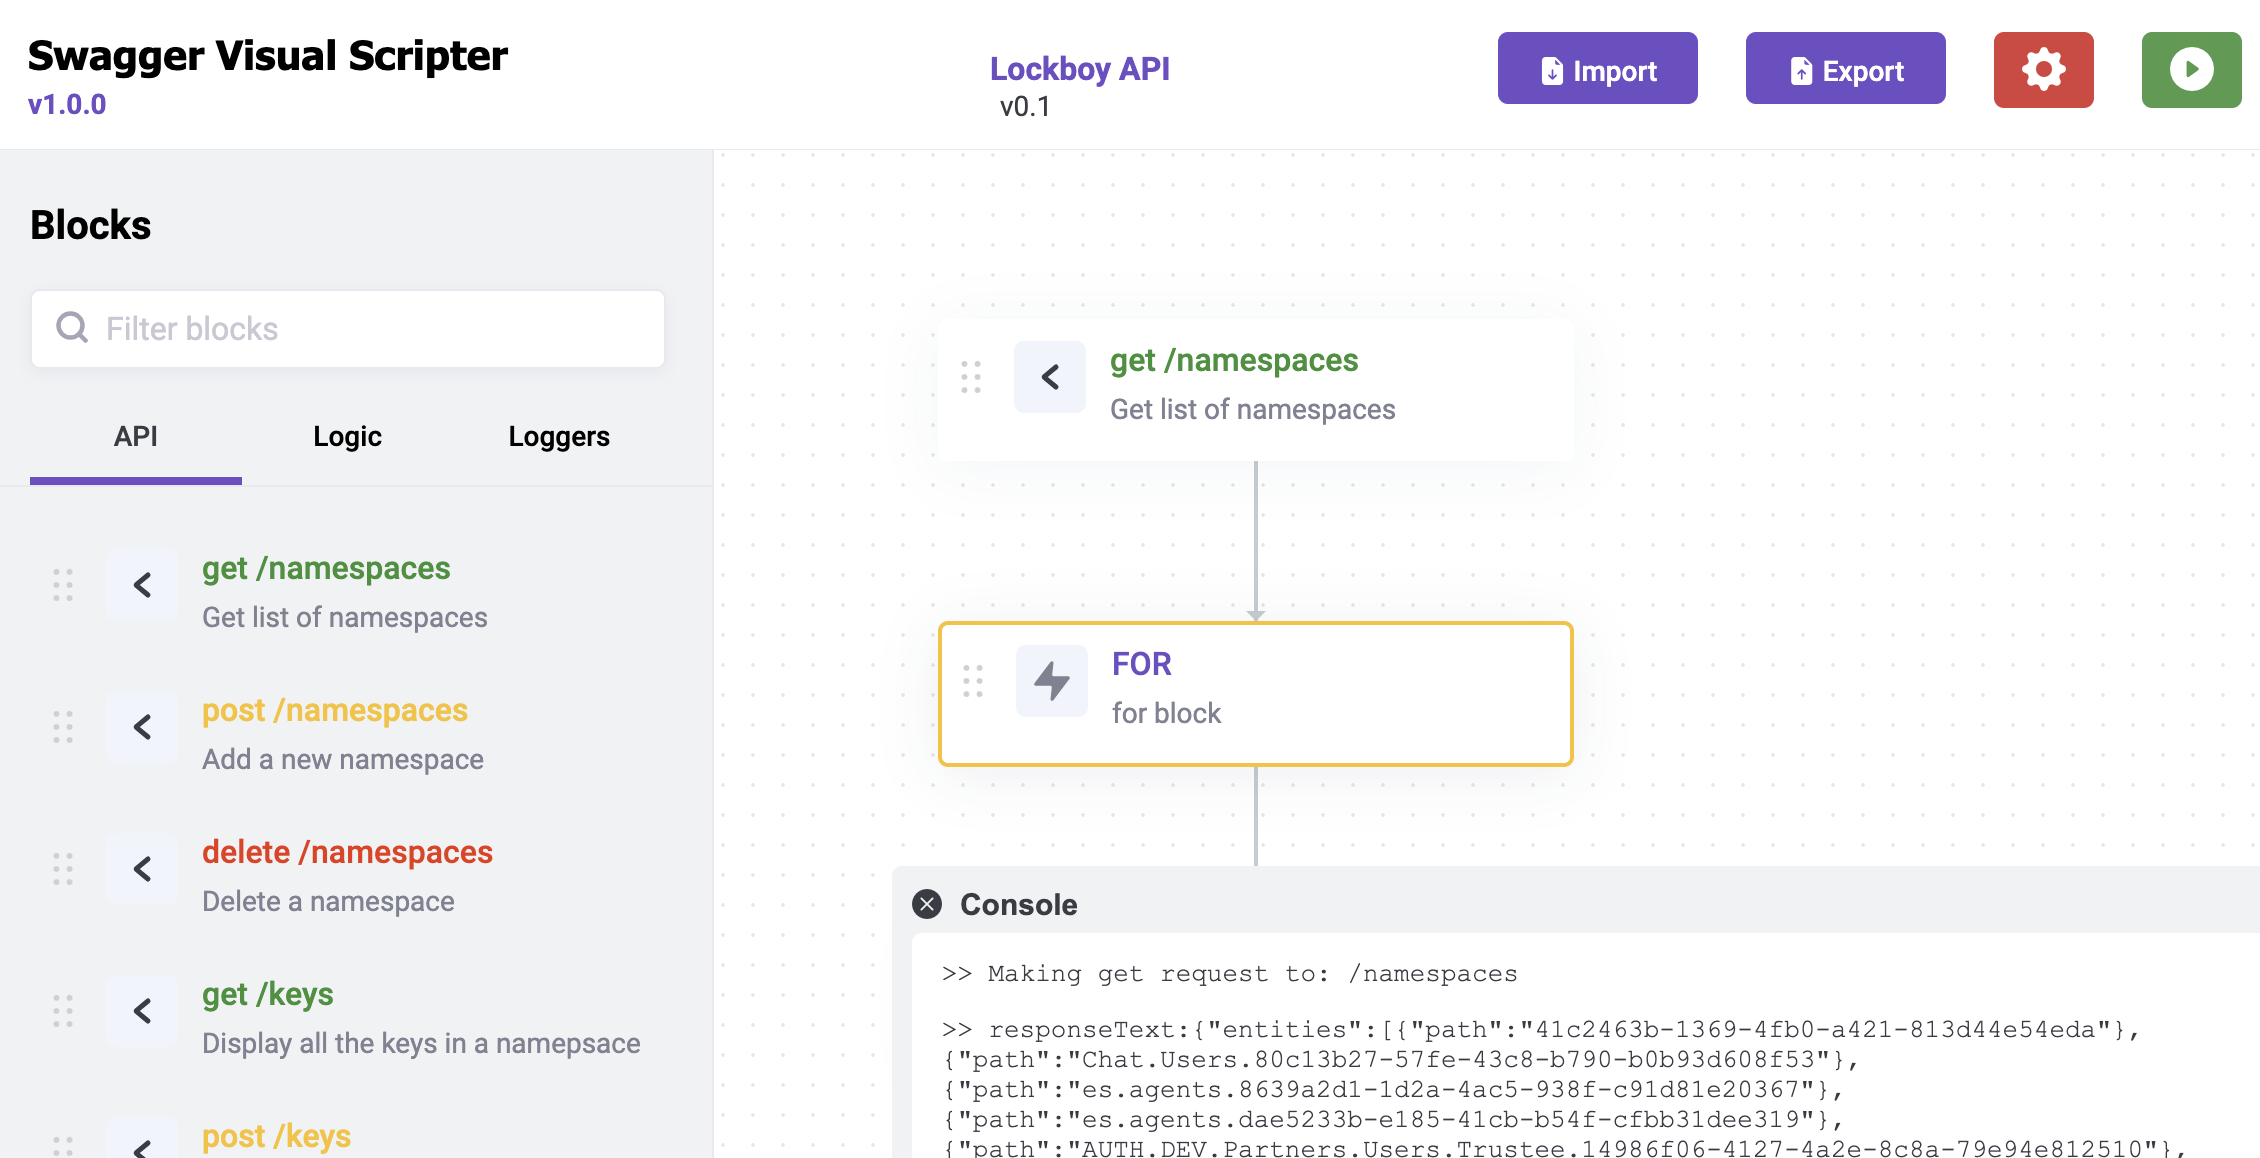 Swagger Visual Scripter
v1.0.0
Lockboy API
v0.1
Import
Export
Blocks
Filter blocks
API
Logic
Loggers
get /namespaces
Get list of namespaces
post /namespaces
Add a new namespace
delete /namespaces
Delete a namespace
get /keys
Display all the keys in a namepsace
post /keys
get /namespaces
Get list of namespaces
FOR
for block
Console
>> Making get request to: /namespaces
>> responseText:{"entities":[{"path":"41c2463b-1369-4fb0-a421-813d44e54eda"},
{"path":"Chat.Users.80c13b27-57fe-43c8-b790-b0b93d608f53"},
{"path":"es.agents.8639a2d1-1d2a-4ac5-938f-c91d81e20367"},
{"path":"es.agents.dae5233b-e185-41cb-b54f-cfbb31dee319"},
{"path":"AUTH.DEV.Partners.Users.Trustee.14986f06-4127-4a2e-8c8a-79e94e812510"},